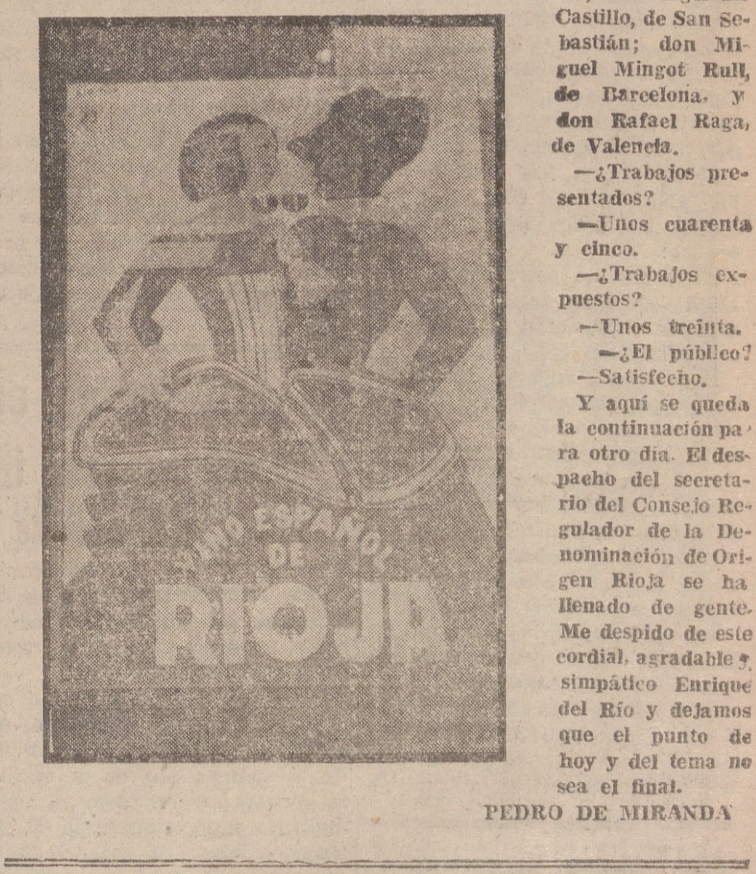 Castillo, de San Se-
bastián; don Mi-
guel Mingot Rull,
de Barcelona, y
don Rafael Raga,
de Valencia.
—¿Trabajos pre-
sentados?
—Unos cuarenta
y cinco.
—¿Trabajos ex-
puestos?
—Unos treinta.
—¿El público?
—Satisfecho.
Y aquí se queda
la continuación pa-
ra otro día. El des-
pacho del secreta-
rio del Consejo Re-
gulador de la De-
nominación de Ori-
gen Rioja se ha
llenado de gente.
Me despido de este
cordial, agradable y
simpático Enrique
del Río y dejamos
que el punto de
hoy y del tema no
sea el final.
PEDRO DE MIRANDA
VINO ESPAÑOL
DE
RIOJA